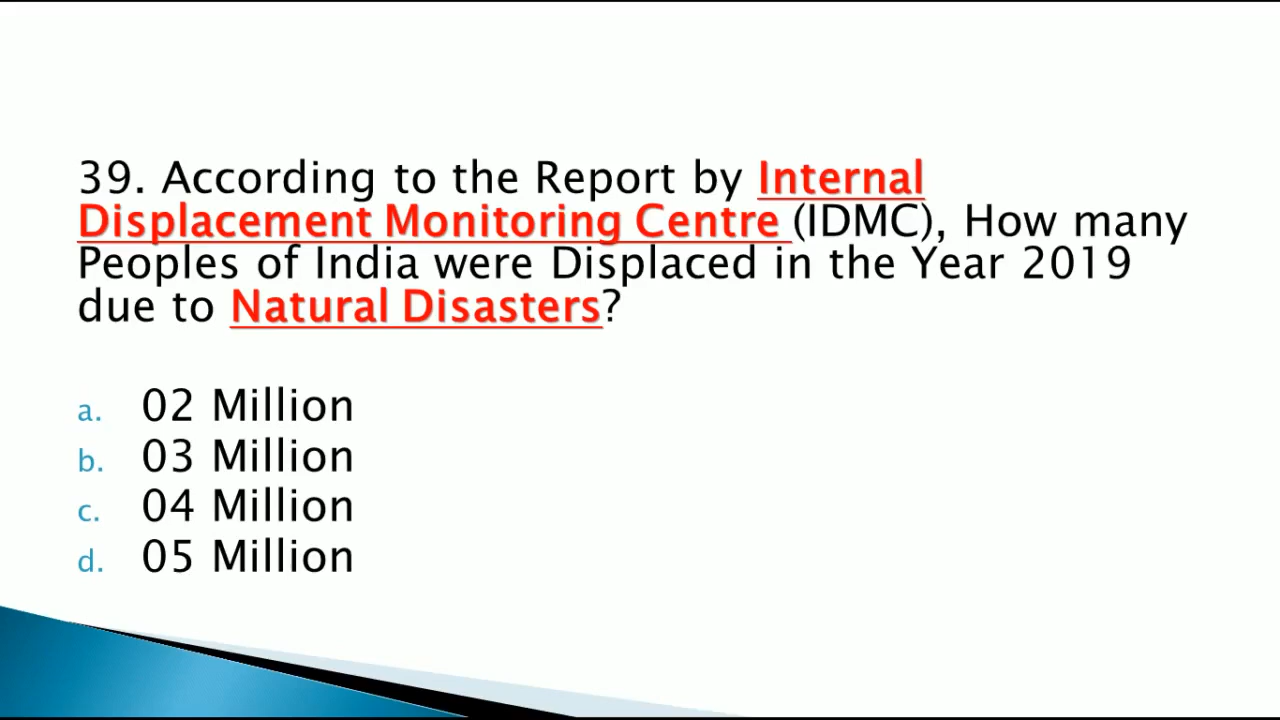 39. According to the Report by Internal
Displacement Monitoring Centre (IDMC), How many
Peoples of India were Displaced in the Year 2019
due to Natural Disasters?
a. 02 Million
b. 03 Million
c. 04 Million
d. 05 Million